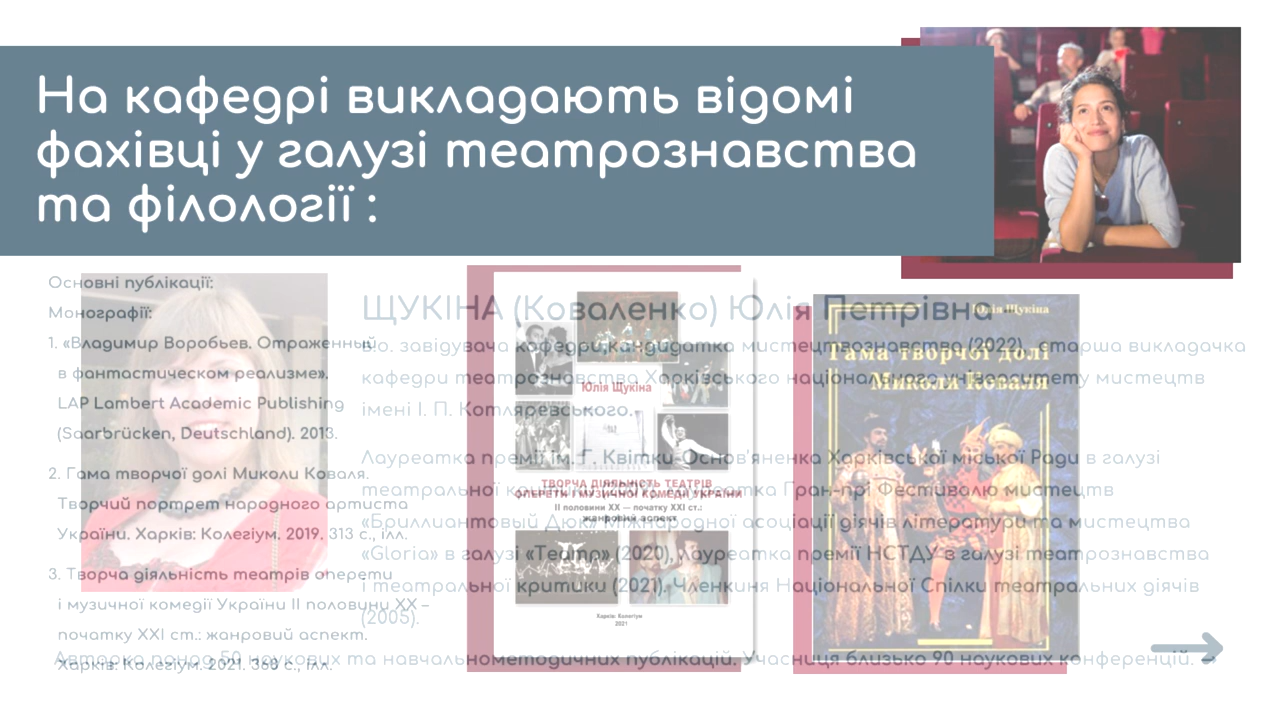 На кафедрі викладають відомі
фахівці у галузі театрознавства
та філології :
Основні публікації:
Монографії:
1. «Владимир Воробьев. Отраженный
в фантастическом реализме».
LAP Lambert Academic Publishing
(Saarbrücken, Deutschland). 2013.
2. Гама творчої долі Миколи Коваля.
Творчий портрет народного артиста
України. Харків: Колегіум. 2019. 313 с., ілл.
3. Творча діяльність театрів оперети
і музичної комедії України II половини XX –
початку XXI ст.: жанровий аспект.
Харків: Колегіум. 2021. 368 с., ілл.
ЩУКІНА (Коваленко) Юлія Петрівна
В.о. завідувача кафедри, кандидатка мистецтвознавства (2022), старша викладачка
кафедри театрознавства Харківського національного університету мистецтв
імені І. П. Котляревського.
Лауреатка премії ім. Г. Квітки-Основ'яненка Харківської міської Ради в галузі
театральної критики
Гран-прі Фестивалю мистецтв
«Бриллиантовый Дюк» Міжнародної асоціації діячів літератури та мистецтва
«Gloria» в галузі «Театр» (2020), лауреатка премії НСТДУ в галузі театрознавства
і театральної критики (2021). Членкиня Національної Спілки театральних діячів
(2005).
Авторка понад 50 наукових та навчальнометодичних публікацій. Учасниця близько 90 наукових конференцій. –
Юлія Щукіна
ТВОРЧА ДІЯЛЬНІСТЬ ТЕАТРІВ
ОПЕРЕТИ І МУЗИЧНОЇ КОМЕДІЇ УКРАЇНИ
II половини XX — початку XXI ст.:
жанровий аспект
Харків: Колегіум
2021
Юлія Щукіна
Гама творчої долі
Миколи Коваля